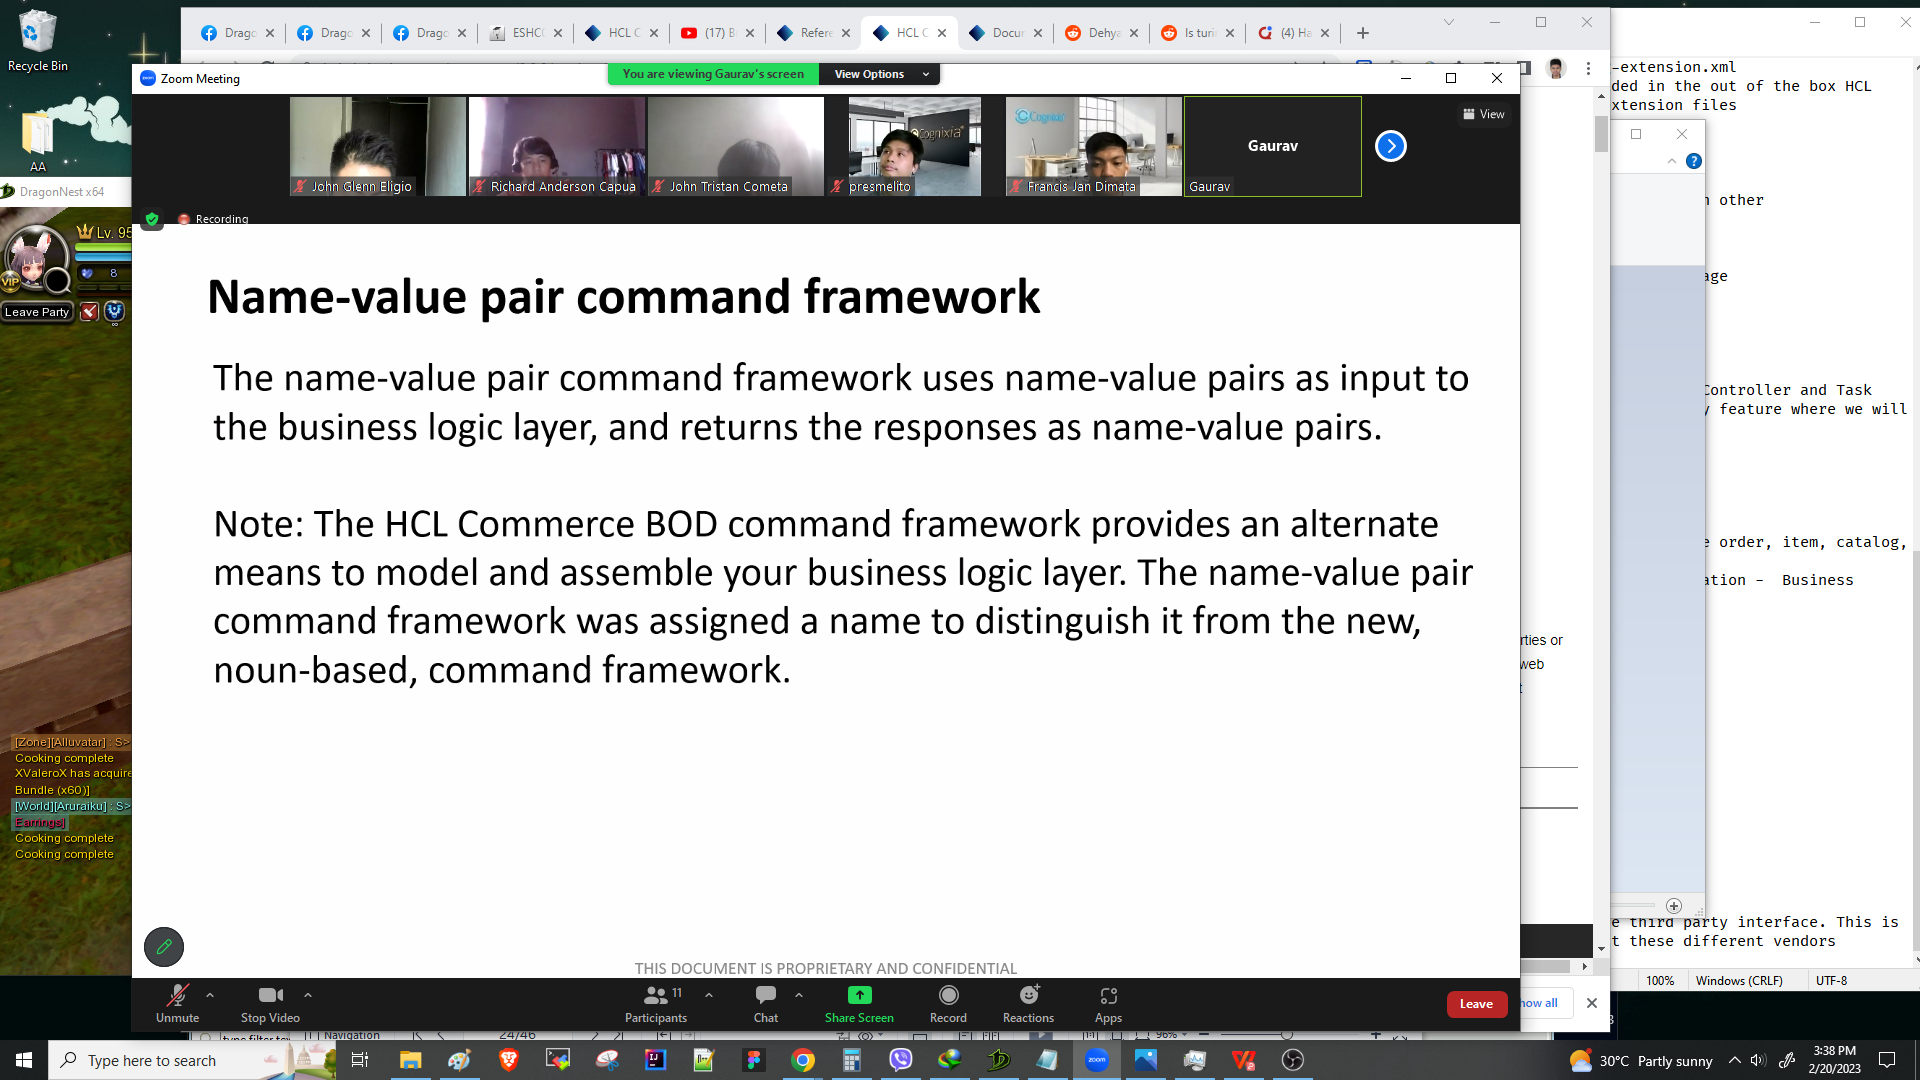 Recycle Bin
AA
DragonNest x64
Lv. 95
VIP
8
Leave Party
[Zone][Alluvatar] : S>
Cooking complete
XValeroX has acquire
Bundle (x60)]
[World][Aruraiku] : S>
Earrings]
Cooking complete
Cooking complete
Drago
Drago
Drago
ESHC
HCL C
(17) B
Refere
HCL C
Docur
Dehya
Is turi
(4) Ha
Zoom Meeting
You are viewing Gaurav's screen
View Options
View
John Glenn Eligio
Richard Anderson Capua
John Tristan Cometa
Cognixia
presmelito
Cognixia
Francis Jan Dimata
Gaurav
Gaurav
Recording
Name-value pair command framework
The name-value pair command framework uses name-value pairs as input to
the business logic layer, and returns the responses as name-value pairs.
Note: The HCL Commerce BOD command framework provides an alternate
means to model and assemble your business logic layer. The name-value pair
command framework was assigned a name to distinguish it from the new,
noun-based, command framework.
THIS DOCUMENT IS PROPRIETARY AND CONFIDENTIAL
Unmute
Stop Video
11
Participants
Chat
Share Screen
Record
Reactions
Apps
Leave
-extension.xml
ded in the out of the box HCL
xtension files
n other
age
Controller and Task
y feature where we will
e order, item, catalog,
ation - Business
rties or
web
t
e third party interface. This is
t these different vendors
100%
Windows (CRLF)
UTF-8
how all
Navigation
24/46
96%
Type here to search
zoom
30°C Partly sunny
3:38 PM
2/20/2023